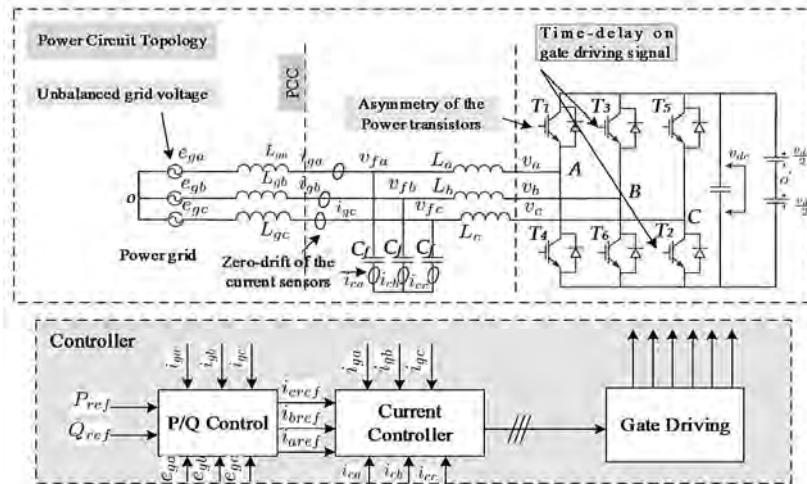 Power Circuit Topology
Time-delay on
gate driving signal
Unbalanced grid voltage
PCC
Asymmetry of the
Power transistors
T1
T3
T5
e_ga
L_ga
i_ga
v_fa
L_a
v_a
A
v_dc
e_gb
L_gb
i_gb
v_fb
L_b
v_b
B
o
o'
e_gc
L_gc
i_gc
v_fc
L_c
v_c
C
Power grid
Zero-drift of the
current sensors
C_f
C_f
C_f
i_ca
i_cb
i_cc
T4
T6
T2
Controller
i_ga
i_gb
i_gc
i_ga
i_gb
i_gc
P_ref
Q_ref
P/Q Control
i_cref
i_bref
i_aref
Current
Controller
Gate Driving
e_ga
e_gb
e_gc
i_ca
i_cb
i_cc